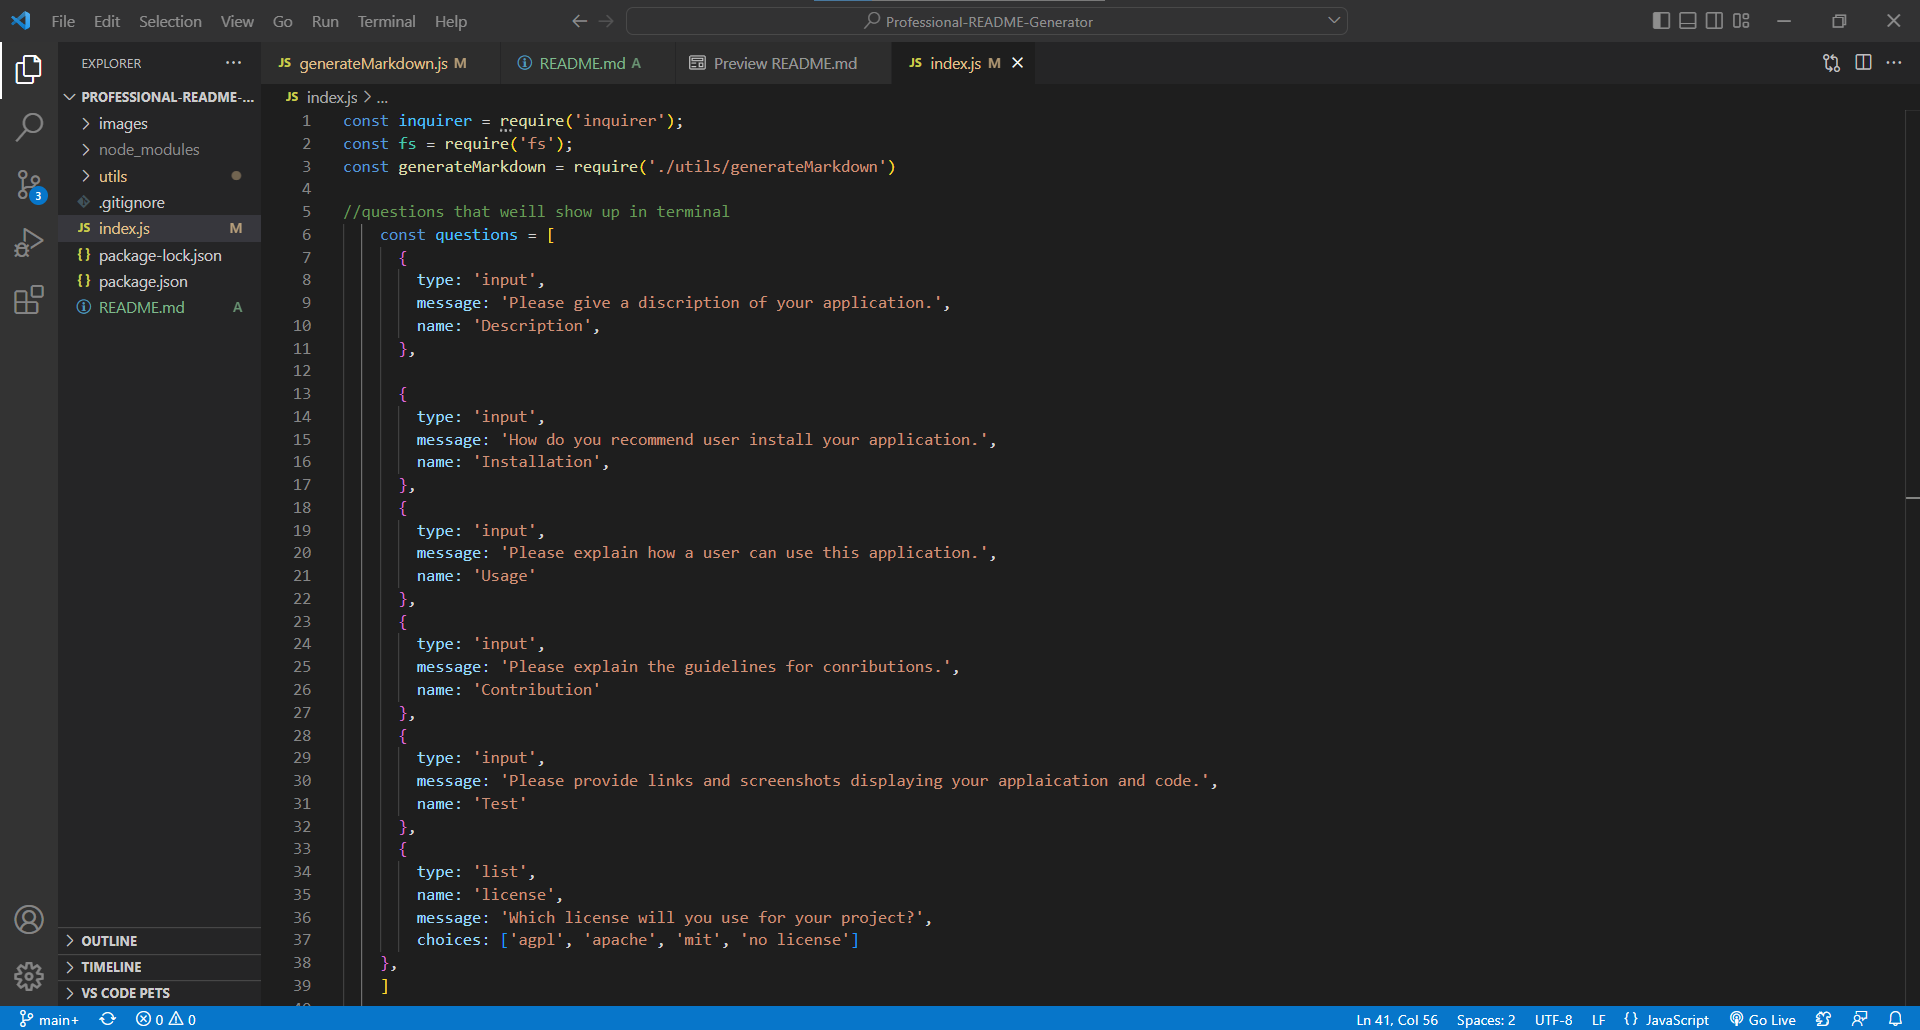 File Edit Selection View Go Run Terminal Help
Professional-README-Generator
EXPLORER
PROFESSIONAL-README-...
images
node_modules
utils
.gitignore
JS index.js M
{} package-lock.json
{} package.json
README.md A
OUTLINE
TIMELINE
VS CODE PETS
3
JS generateMarkdown.js M
README.md A
Preview README.md
JS index.js M
JS index.js > ...
1 const inquirer = require('inquirer');
2 const fs = require('fs');
3 const generateMarkdown = require('./utils/generateMarkdown')
4
5 //questions that weill show up in terminal
6 const questions = [
7 {
8 type: 'input',
9 message: 'Please give a discription of your application.',
10 name: 'Description',
11 },
12
13 {
14 type: 'input',
15 message: 'How do you recommend user install your application.',
16 name: 'Installation',
17 },
18 {
19 type: 'input',
20 message: 'Please explain how a user can use this application.',
21 name: 'Usage'
22 },
23 {
24 type: 'input',
25 message: 'Please explain the guidelines for conributions.',
26 name: 'Contribution'
27 },
28 {
29 type: 'input',
30 message: 'Please provide links and screenshots displaying your applaication and code.',
31 name: 'Test'
32 },
33 {
34 type: 'list',
35 name: 'license',
36 message: 'Which license will you use for your project?',
37 choices: ['agpl', 'apache', 'mit', 'no license']
38 },
39 ]
main+ 0 0
Ln 41, Col 56 Spaces: 2 UTF-8 LF {} JavaScript Go Live